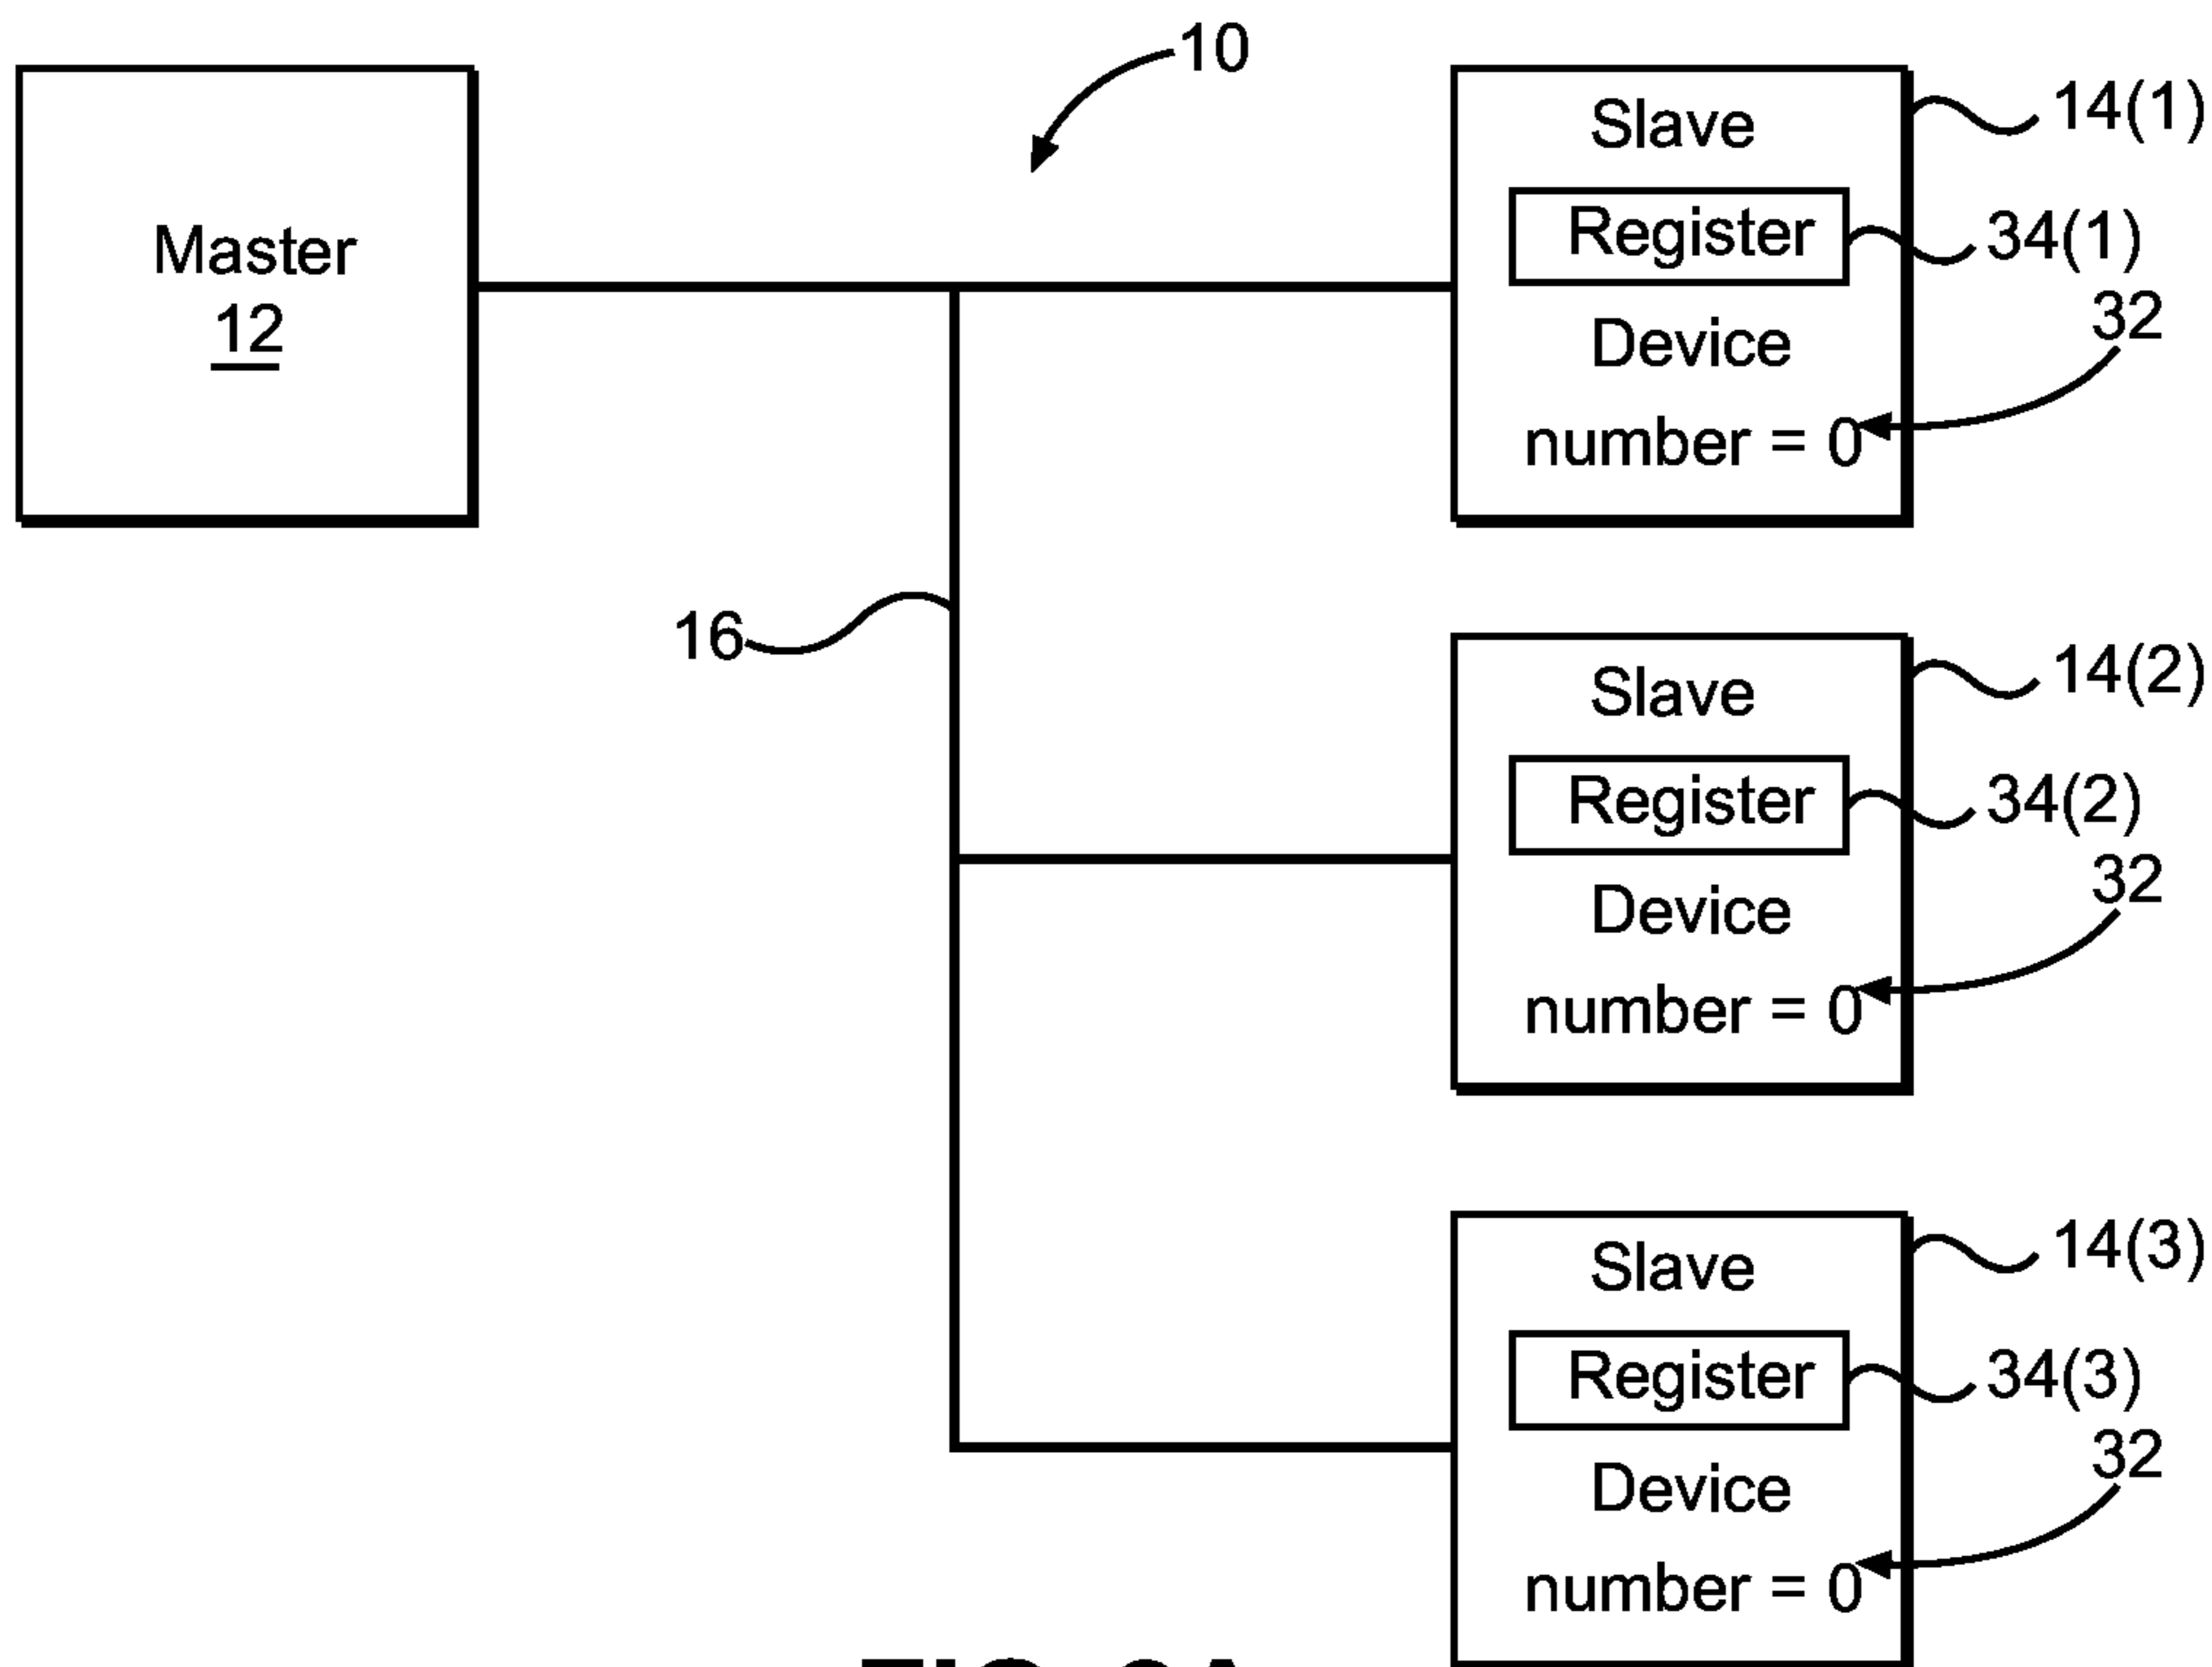 10
Master
12
16
Slave
Register
Device
number = 0
14(1)
34(1)
32
Slave
Register
Device
number = 0
14(2)
34(2)
32
Slave
Register
Device
number = 0
14(3)
34(3)
32